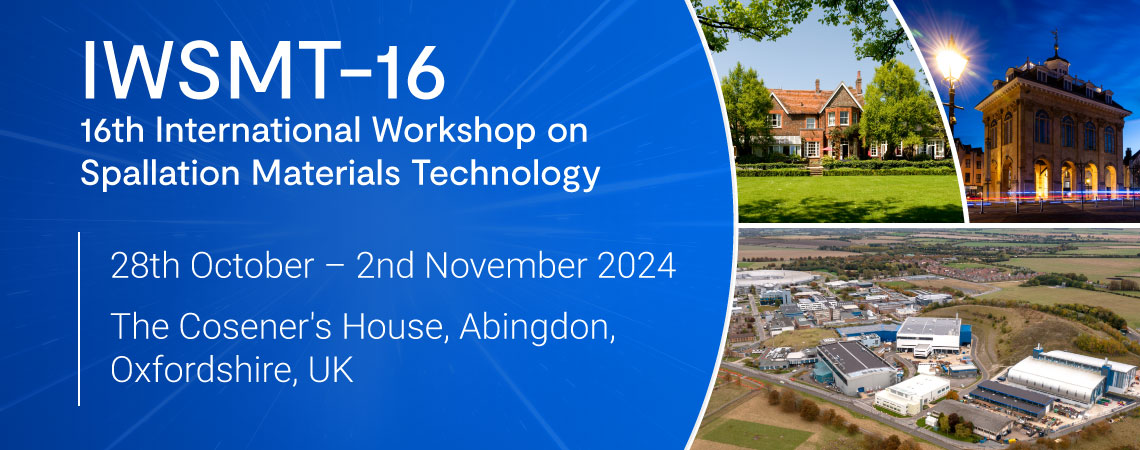 IWSMT-16
16th International Workshop on
Spallation Materials Technology
28th October – 2nd November 2024
The Cosener's House, Abingdon,
Oxfordshire, UK